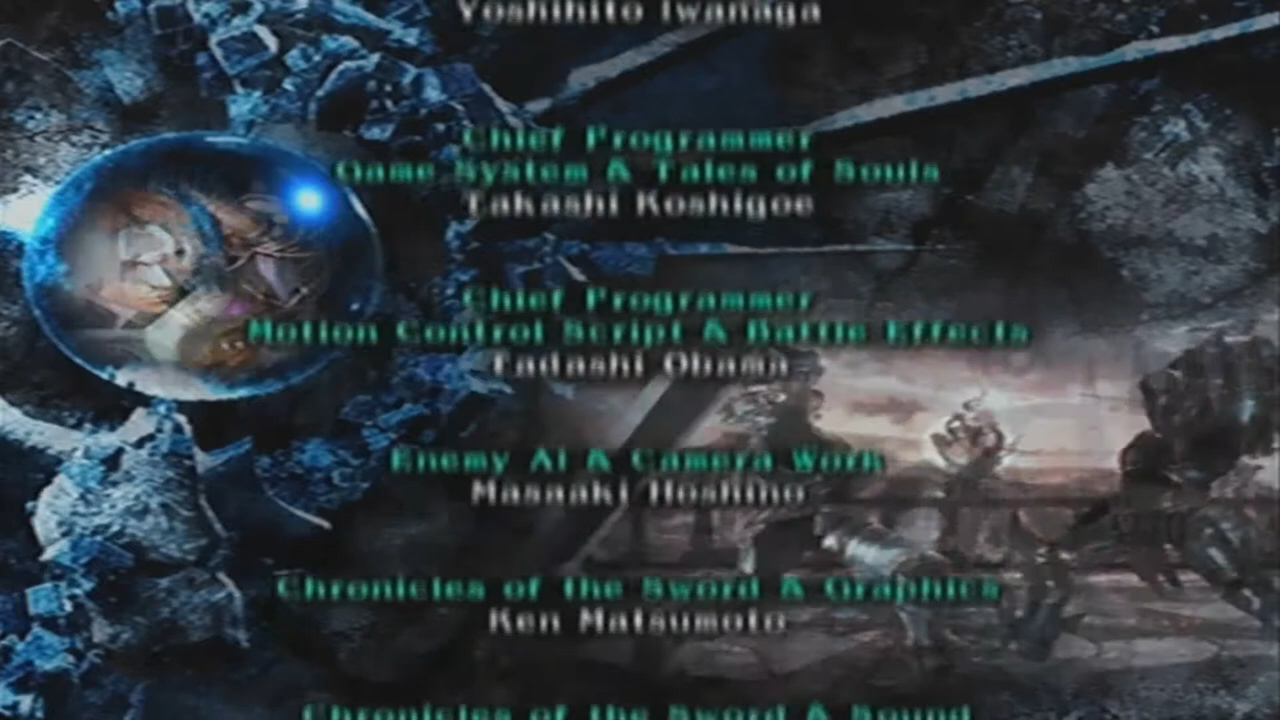 Yoshihito Iwanaga
Chief Programmer
Game System & Tales of Souls
Takashi Koshigoe
Chief Programmer
Motion Control Script & Battle Effects
Tadashi Obama
Enemy AI & Camera Work
Masaaki Hoshino
Chronicles of the Sword & Graphics
Ken Matsumoto
Chronicles of the Sword & Sound